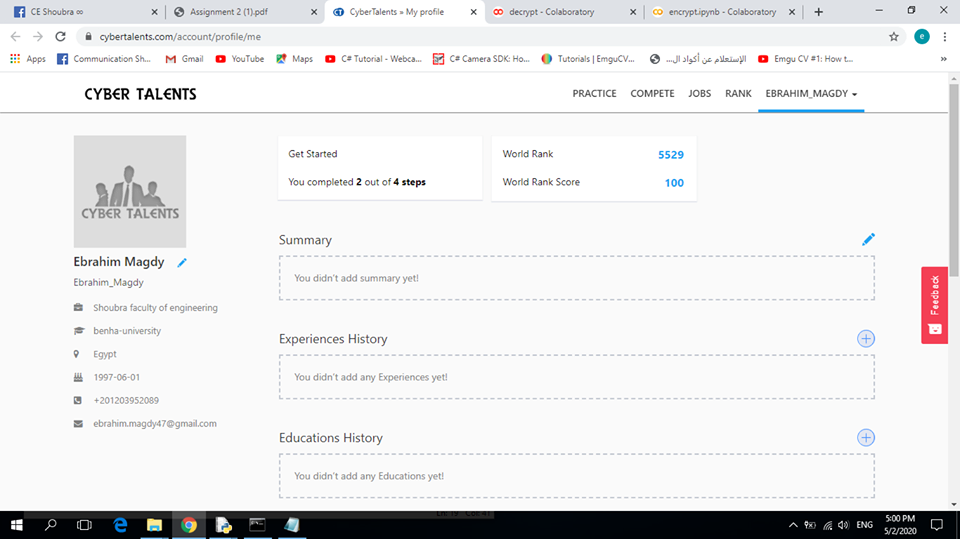 CE Shoubra ∞
Assignment 2 (1).pdf
CyberTalents » My profile
decrypt - Colaboratory
encrypt.ipynb - Colaboratory
cybertalents.com/account/profile/me
e
Apps
Communication Sh...
Gmail
YouTube
Maps
C# Tutorial - Webca...
C# Camera SDK: Ho...
Tutorials | EmguCV...
الإستعلام عن أكواد ال...
Emgu CV #1: How t...
CYBER TALENTS
PRACTICE
COMPETE
JOBS
RANK
EBRAHIM_MAGDY
CYBER TALENTS
Ebrahim Magdy
Ebrahim_Magdy
Shoubra faculty of engineering
benha-university
Egypt
1997-06-01
+201203952089
ebrahim.magdy47@gmail.com
Get Started
You completed 2 out of 4 steps
World Rank 5529
World Rank Score 100
Summary
You didn't add summary yet!
Experiences History
You didn't add any Experiences yet!
Educations History
You didn't add any Educations yet!
Feedback
ENG
5:00 PM
5/2/2020